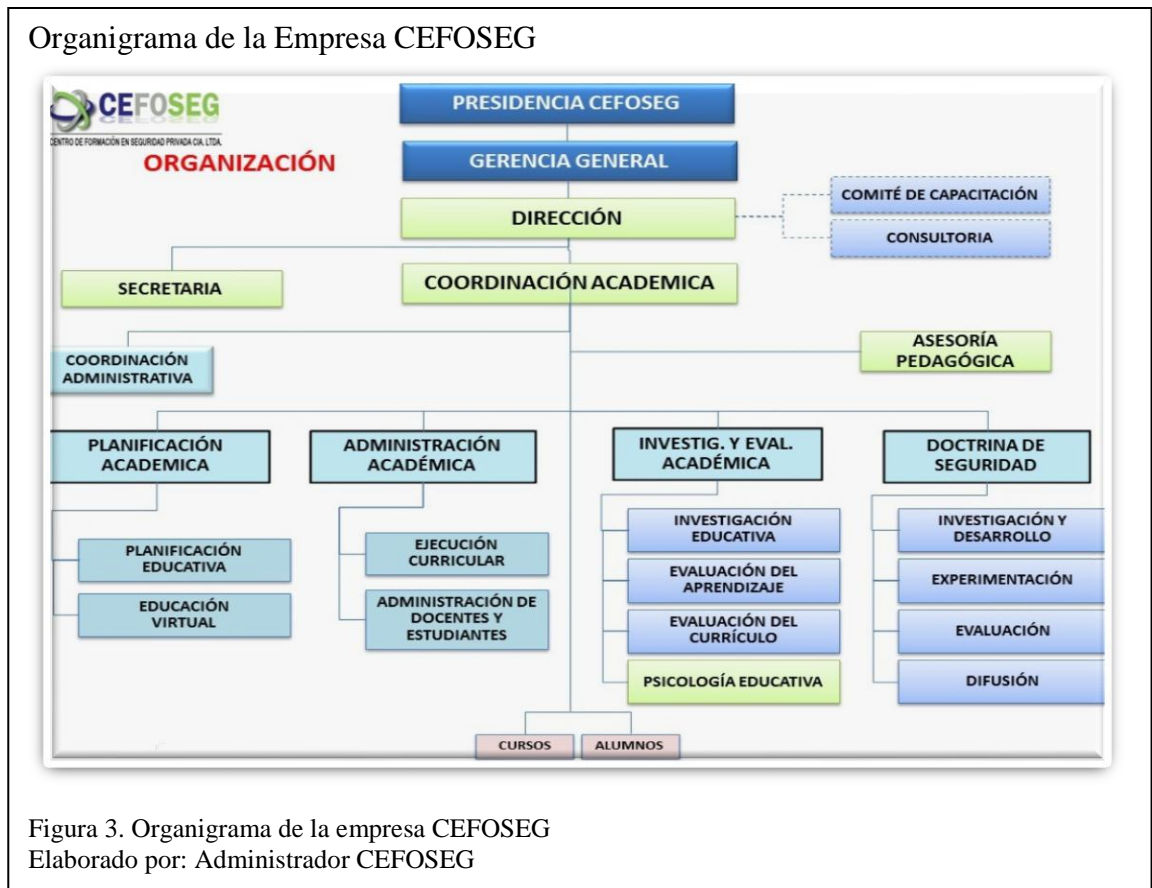 Organigrama de la Empresa CEFOSEG
CEFOSEG
CENTRO DE FORMACIÓN EN SEGURIDAD PRIVADA CIA. LTDA.
ORGANIZACIÓN
PRESIDENCIA CEFOSEG
GERENCIA GENERAL
DIRECCIÓN
COMITÉ DE CAPACITACIÓN
CONSULTORIA
SECRETARIA
COORDINACIÓN ACADEMICA
COORDINACIÓN
ADMINISTRATIVA
ASESORÍA
PEDAGÓGICA
PLANIFICACIÓN
ACADEMICA
ADMINISTRACIÓN
ACADÉMICA
INVESTIG. Y EVAL.
ACADÉMICA
DOCTRINA DE
SEGURIDAD
PLANIFICACIÓN
EDUCATIVA
EDUCACIÓN
VIRTUAL
EJECUCIÓN
CURRICULAR
ADMINISTRACIÓN DE
DOCENTES Y
ESTUDIANTES
INVESTIGACIÓN
EDUCATIVA
EVALUACIÓN DEL
APRENDIZAJE
EVALUACIÓN DEL
CURRÍCULO
PSICOLOGÍA EDUCATIVA
INVESTIGACIÓN Y
DESARROLLO
EXPERIMENTACIÓN
EVALUACIÓN
DIFUSIÓN
CURSOS
ALUMNOS
Figura 3. Organigrama de la empresa CEFOSEG
Elaborado por: Administrador CEFOSEG